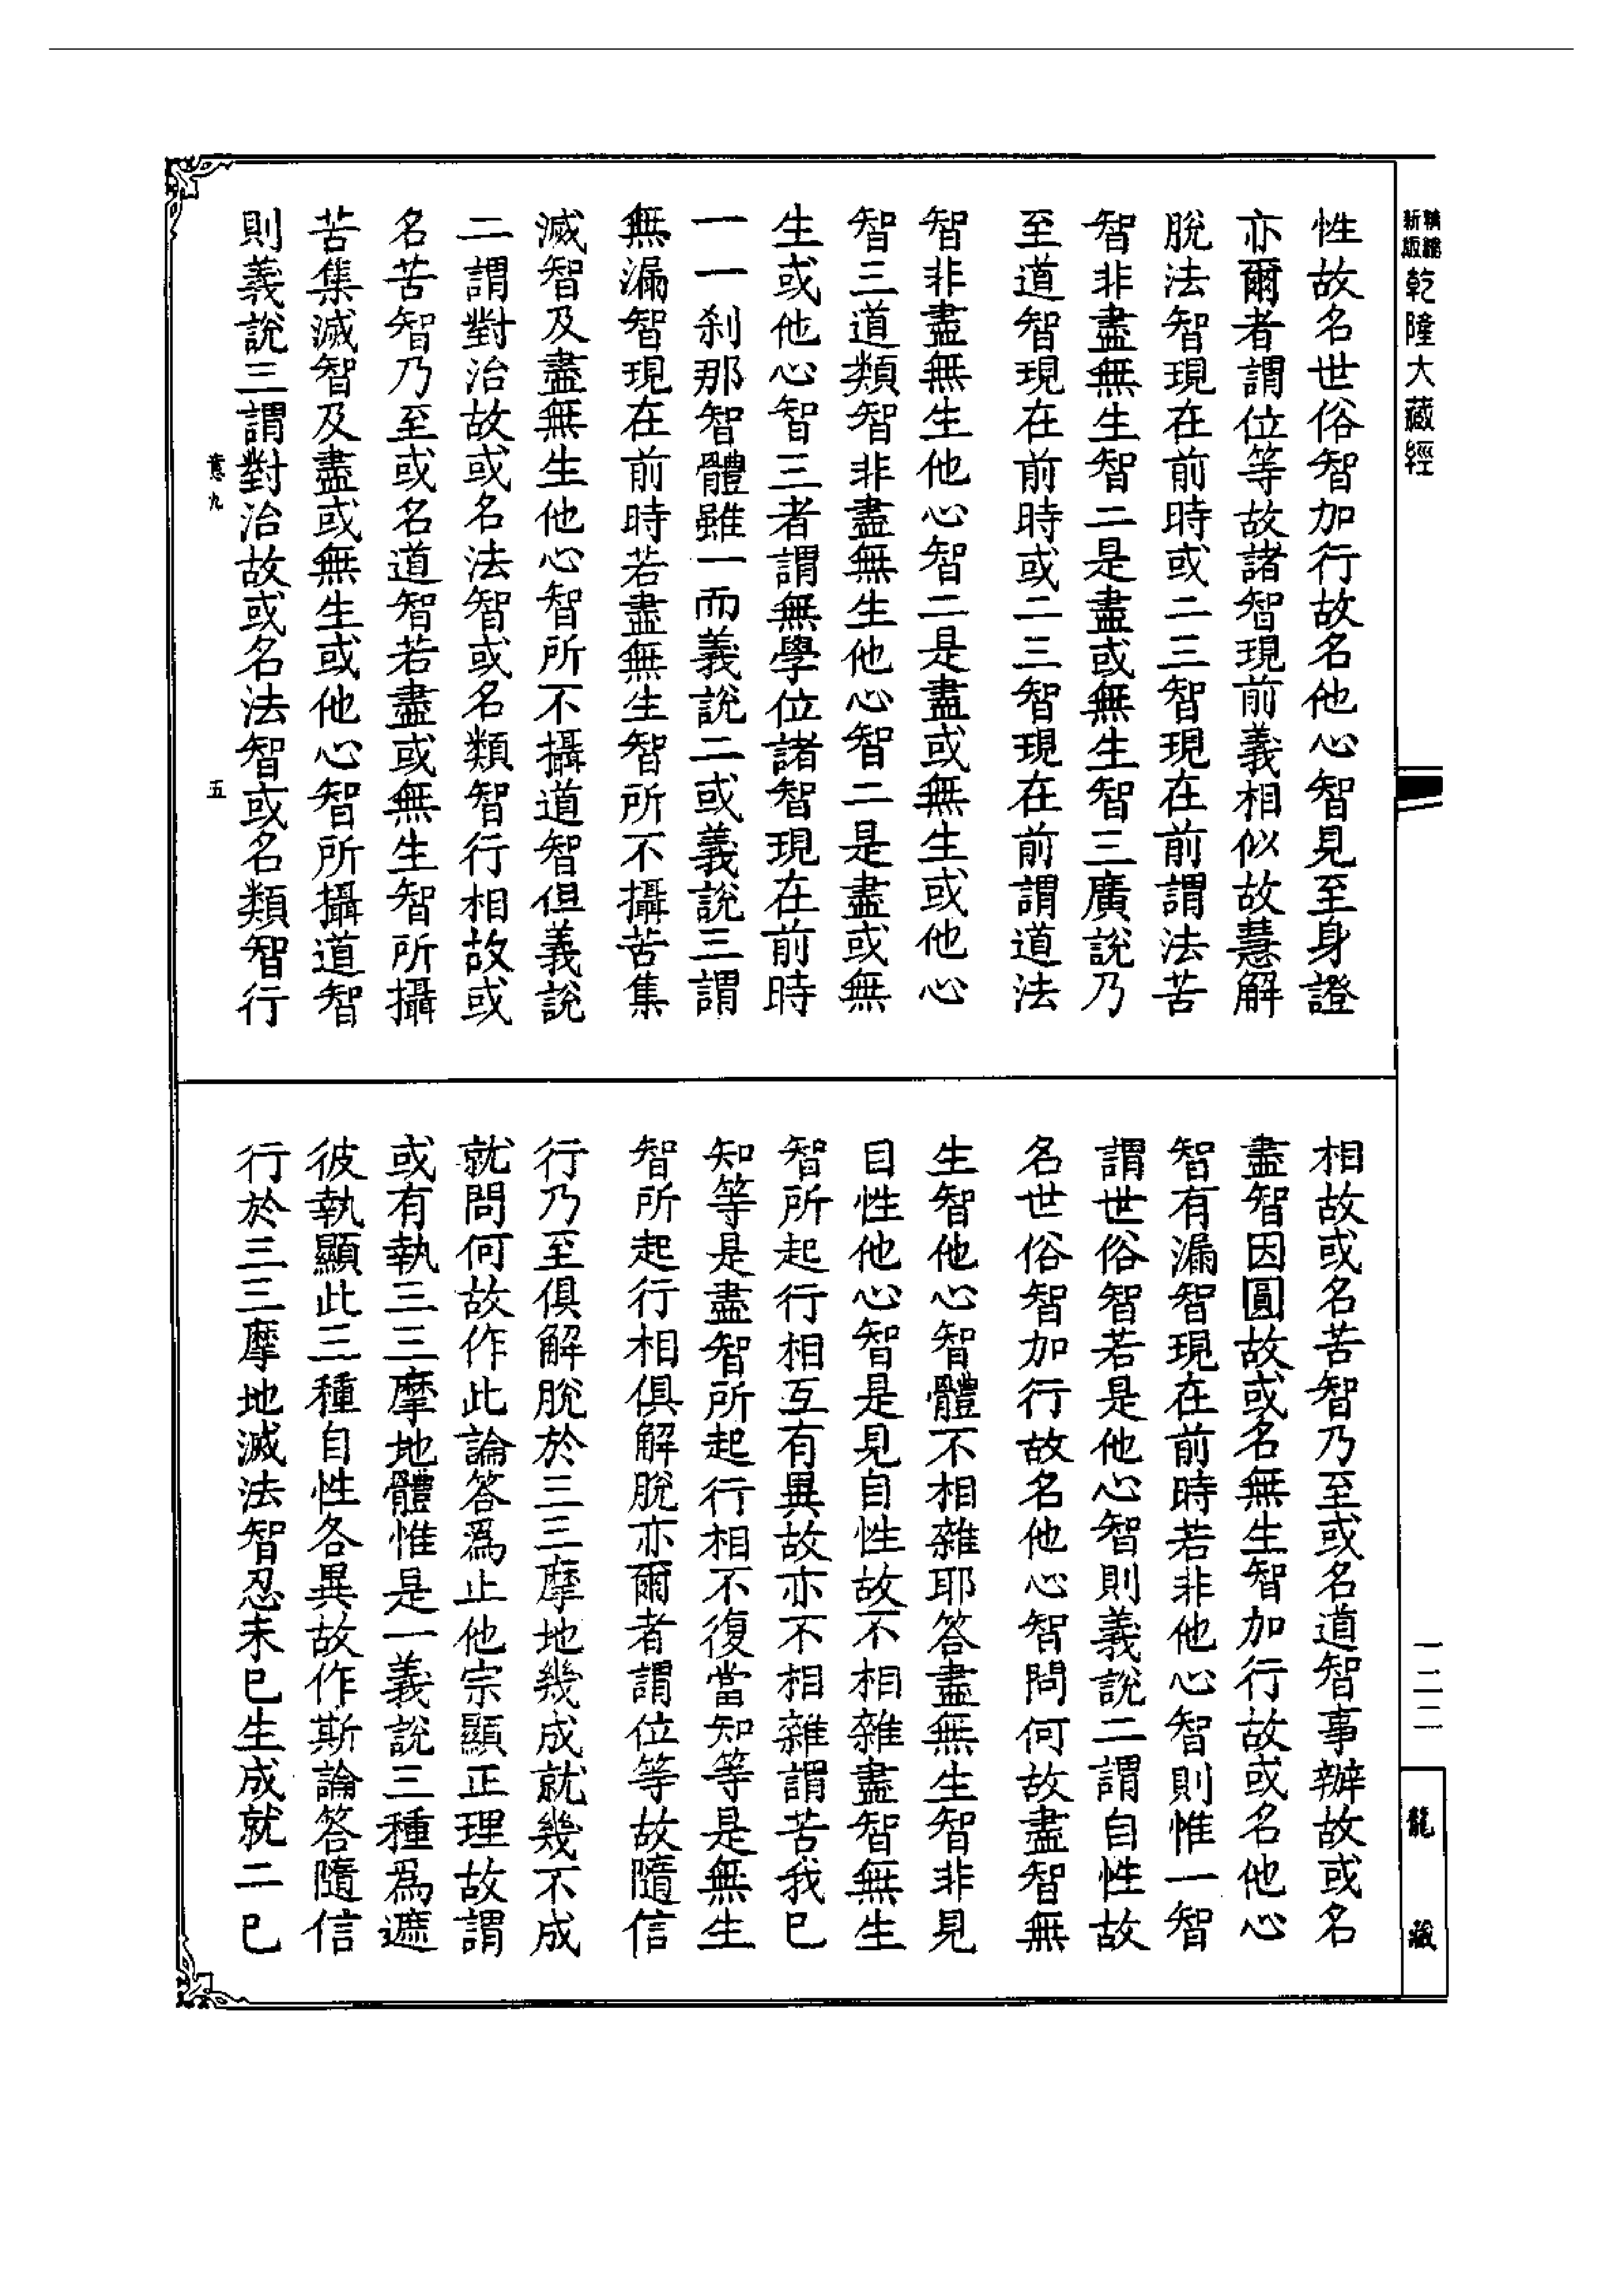 精縮
新版
乾隆大藏經
性故名世俗智加行故名他心智見至身證
亦爾者謂位等故諸智現前義相似故慧解
脫法智現在前時或二三智現在前謂法苦
智非盡無生智二是盡或無生智三廣說乃
至道智現在前時或二三智現在前謂道法
智非盡無生他心智二是盡或無生或他心
智三道類智非盡無生他心智二是盡或無
生或他心智三者謂無學位諸智現在前時
一一剎那智體雖一而義說二或義說三謂
無漏智現在前時若盡無生智所不攝苦集
滅智及盡無生他心智所不攝道智但義說
二謂對治故或名法智或名類智行相故或
名苦智乃至或名道智若盡或無生智所攝
苦集滅智及盡或無生或他心智所攝道智
則義說三謂對治故或名法智或名類智行
意九
五
相故或名苦智乃至或名道智事辦故或名
盡智因圓故或名無生智加行故或名他心
智有漏智現在前時若非他心智則惟一智
謂世俗智若是他心智則義說二謂自性故
名世俗智加行故名他心智問何故盡智無
生智他心智體不相雜耶答盡無生智非見
自性他心智是見自性故不相雜盡智無生
智所起行相互有異故亦不相雜謂苦我已
知等是盡智所起行相不復當知等是無生
智所起行相俱解脫亦爾者謂位等故隨信
行乃至俱解脫於三三摩地幾成就幾不成
就問何故作此論答為止他宗顯正理故謂
或有執三三摩地體惟是一義說三種為遮
彼執顯此三種自性各異故作斯論答隨信
行於三三摩地滅法智忍未已生成就二已
一二二
龍藏